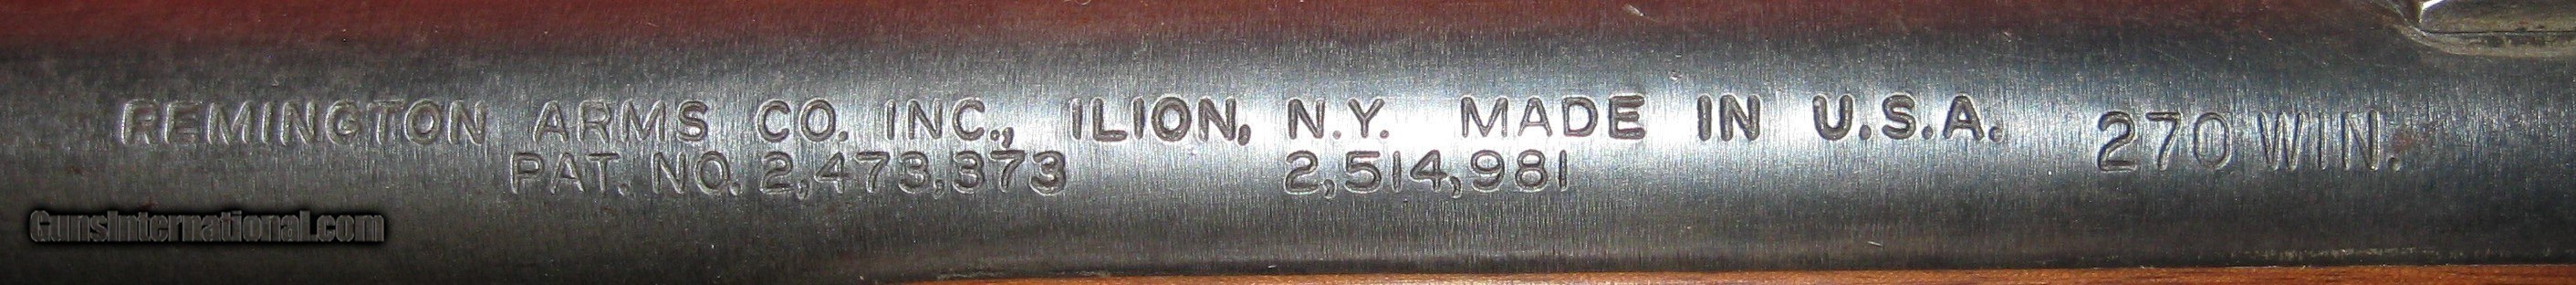 REMINGTON ARMS CO. INC., ILION, N.Y. MADE IN U.S.A. 270 WIN.
PAT. NO. 2,473,373 2,514,981
GunsInternational.com